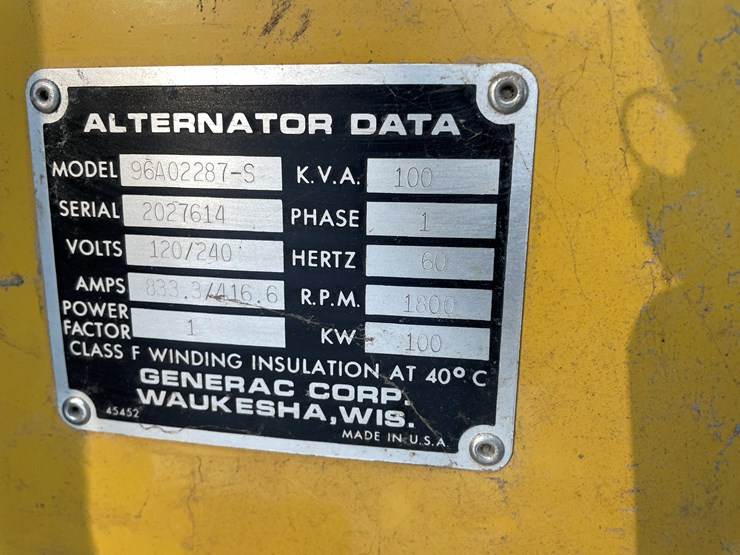 ALTERNATOR DATA
MODEL 96A02287-S K.V.A. 100
SERIAL 2027614 PHASE 1
VOLTS 120/240 HERTZ 60
AMPS 833.3/416.6 R.P.M. 1800
POWER FACTOR 1 KW 100
CLASS F WINDING INSULATION AT 40° C
GENERAC CORP.
WAUKESHA, WIS.
45452 MADE IN U.S.A.